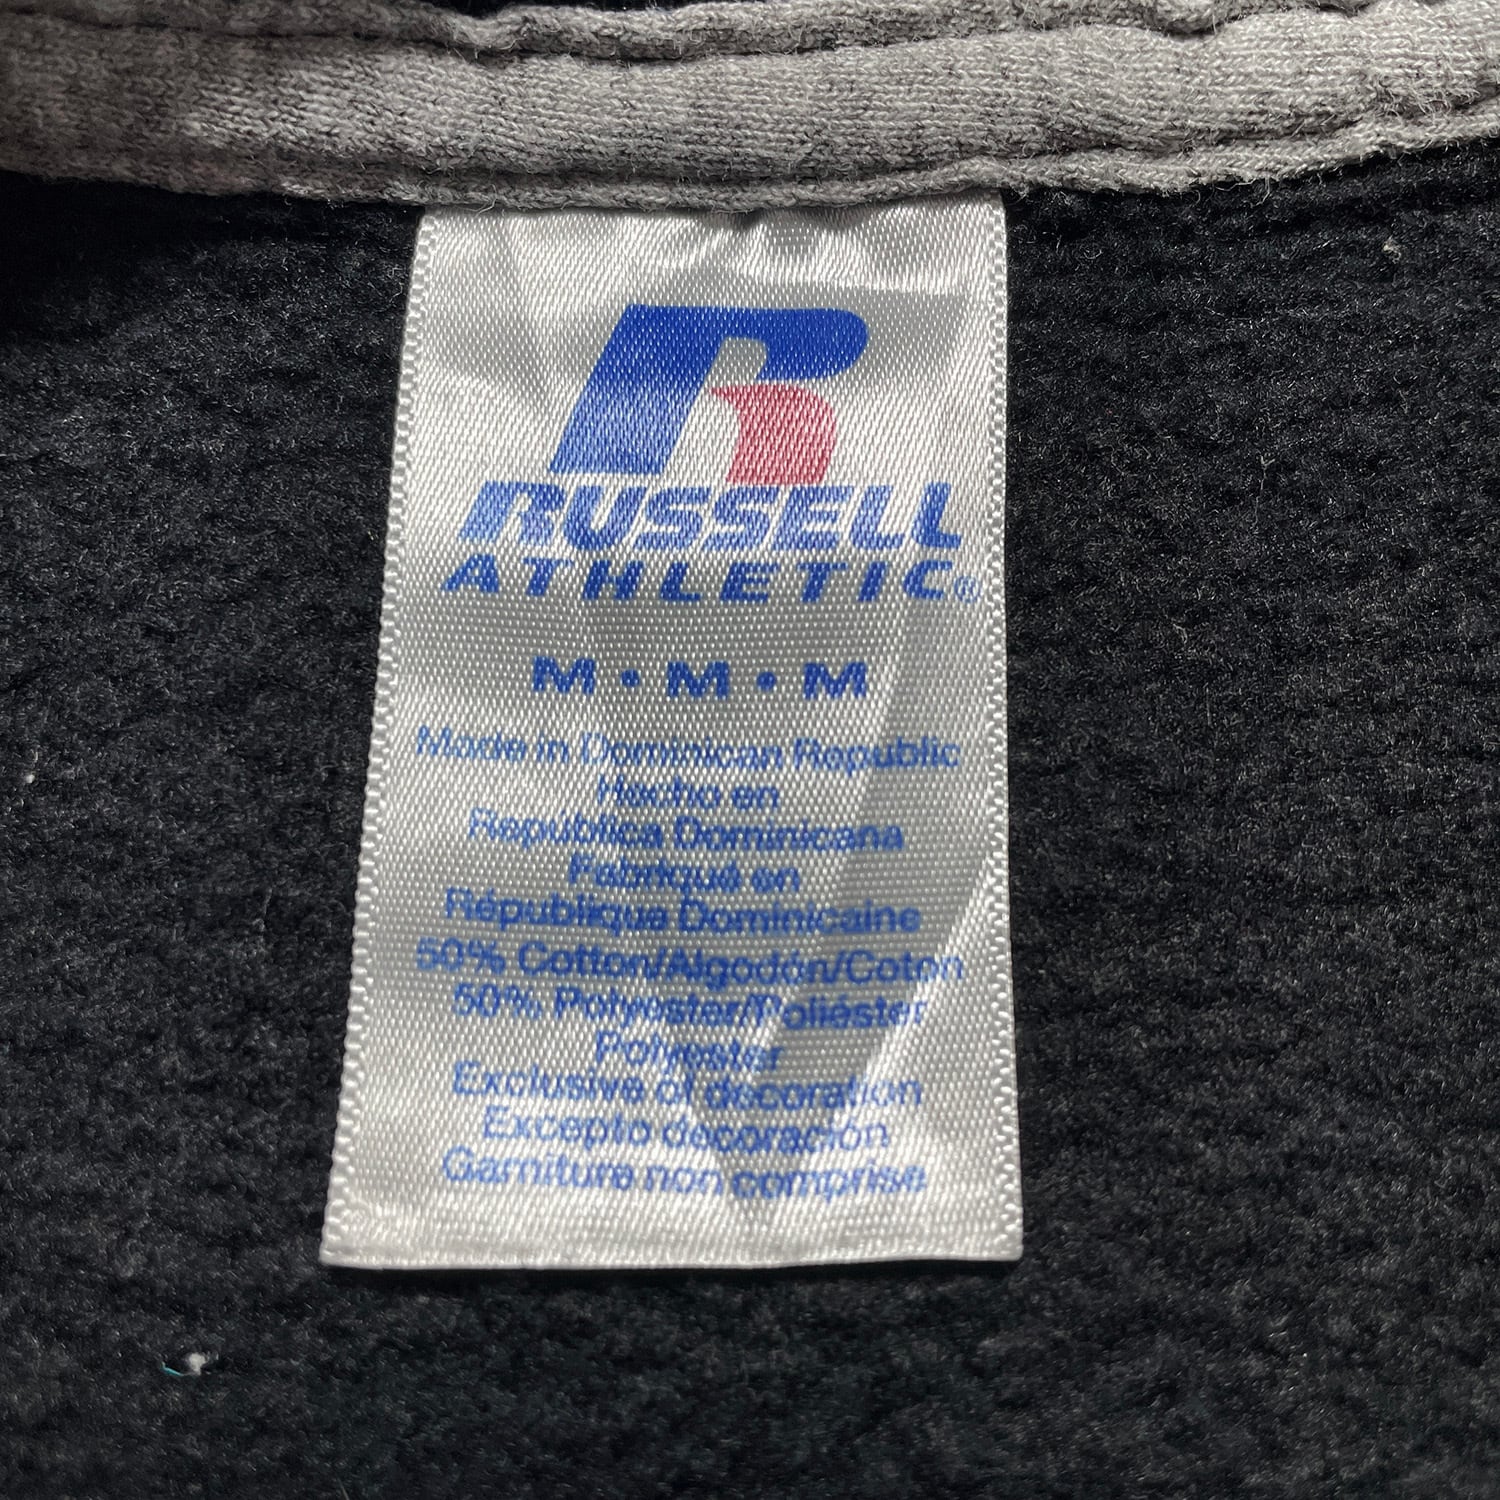 R
RUSSELL
ATHLETIC®
M • M • M
Made in Dominican Republic
Hecho en
Republica Dominicana
Fabriqué en
République Dominicaine
50% Cotton/Algodón/Coton
50% Polyester/Poliéster
Polyester
Exclusive of decoration
Excepto decoración
Garniture non comprise